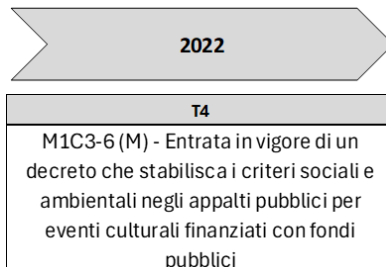 2022
T4
M1C3-6 (M) - Entrata in vigore di un
decreto che stabilisca i criteri sociali e
ambientali negli appalti pubblici per
eventi culturali finanziati con fondi
pubblici